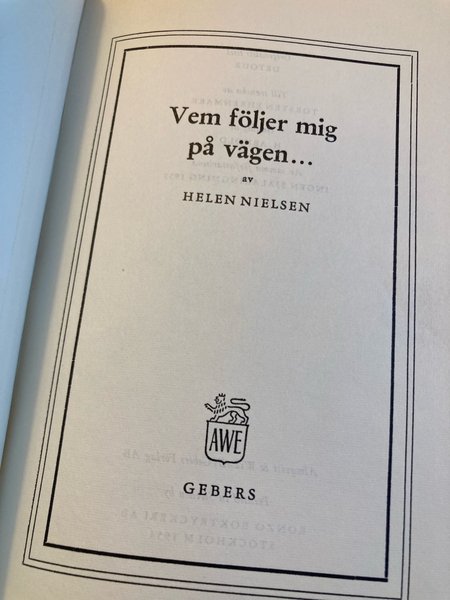 Vem följer mig
på vägen...
av
HELEN NIELSEN
AWE
GEBERS